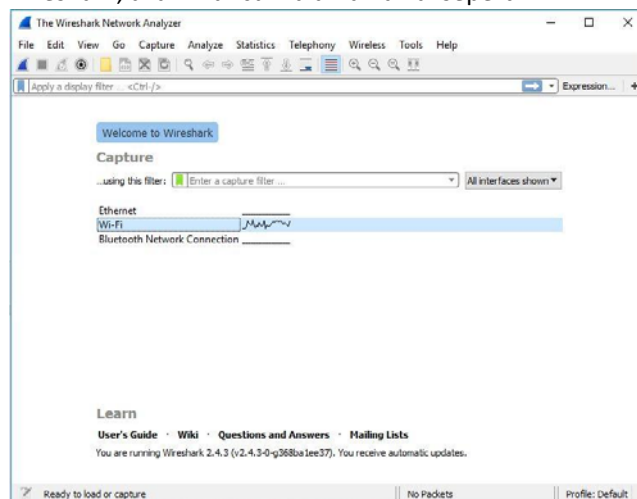 The Wireshark Network Analyzer
File Edit View Go Capture Analyze Statistics Telephony Wireless Tools Help
Apply a display filter ... <Ctrl-/>
Expression... +
Welcome to Wireshark
Capture
...using this filter: Enter a capture filter ... All interfaces shown
Ethernet
Wi-Fi
Bluetooth Network Connection
Learn
User's Guide · Wiki · Questions and Answers · Mailing Lists
You are running Wireshark 2.4.3 (v2.4.3-0-g368ba1ee37). You receive automatic updates.
Ready to load or capture No Packets Profile: Default